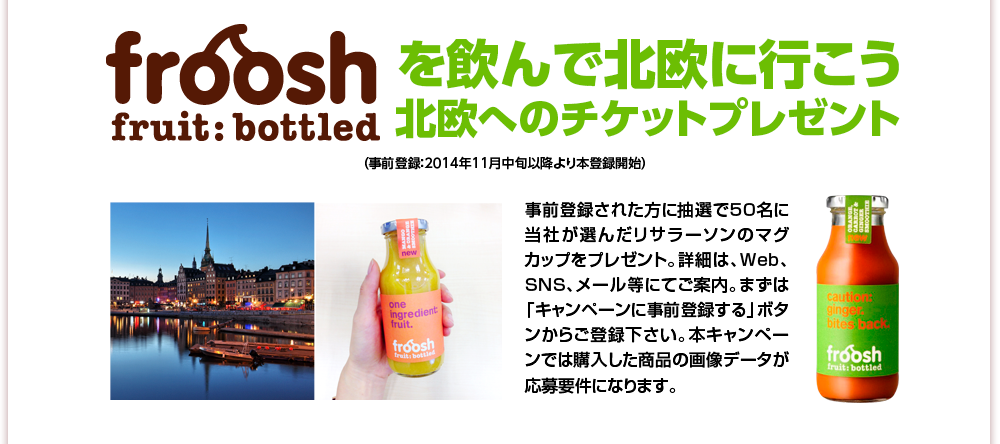 froosh
fruit: bottled
を飲んで北欧に行こう
北欧へのチケットプレゼント
(事前登録:2014年11月中旬以降より本登録開始)
new
one
ingredient:
fruit.
froosh
fruit: bottled
事前登録された方に抽選で50名に
当社が選んだリサラーソンのマグ
カップをプレゼント。詳細は、Web、
SNS、メール等にてご案内。まずは
「キャンペーンに事前登録する」ボタ
ンからご登録下さい。本キャンペー
ンでは購入した商品の画像データが
応募要件になります。
ORANGE,
CARROT &
GINGER
SMOOTHIE
caution:
ginger.
bites back.
froosh
fruit: bottled